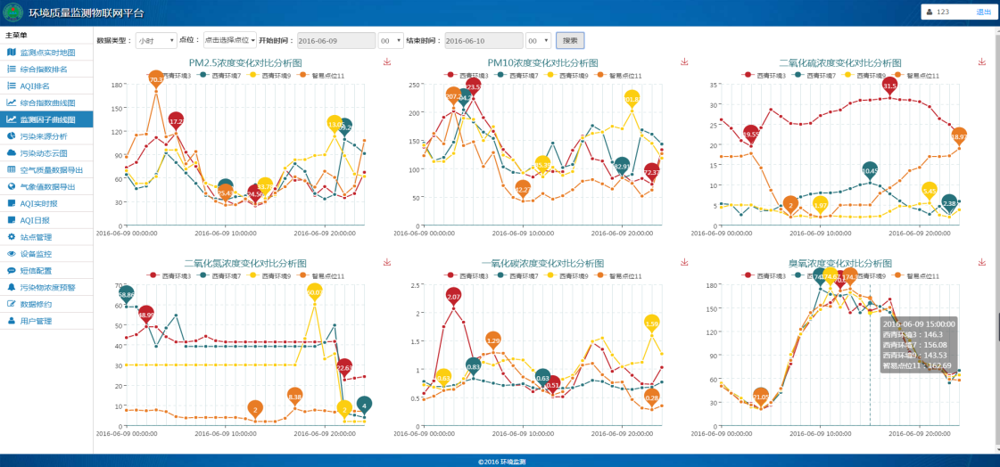 环境质量监测物联网平台
123 退出
主菜单
监测点实时地图
综合指数排名
AQI排名
综合指数曲线图
监测因子曲线图
污染来源分析
污染动态云图
空气质量数据导出
气象值数据导出
AQI实时报
AQI日报
站点管理
设备监控
短信配置
污染物浓度预警
数据修约
用户管理
数据类型： 小时 点位： 点击选择点位 开始时间： 2016-06-09 00 结束时间： 2016-06-10 00 搜索
PM2.5浓度变化对比分析图
西青环境3 西青环境7 西青环境9 智易点位11
180
150
120
90
60
30
0
2016-06-09 00:00:00 2016-06-09 10:00:00 2016-06-09 20:00:00
PM10浓度变化对比分析图
西青环境3 西青环境7 西青环境9 智易点位11
250
200
150
100
50
0
223.5
82.91
72.37
2016-06-09 00:00:00 2016-06-09 10:00:00 2016-06-09 20:00:00
二氧化硫浓度变化对比分析图
西青环境3 西青环境7 西青环境9 智易点位11
35
30
25
20
15
10
5
0
31.5
19.55
18.97
10.45
5.45
2.38
2
1.97
2016-06-09 00:00:00 2016-06-09 10:00:00 2016-06-09 20:00:00
二氧化氮浓度变化对比分析图
西青环境3 西青环境7 西青环境9 智易点位11
70
60
50
40
30
20
10
0
58.86
48.99
60.07
22.61
8.38
2
2
4
2016-06-09 00:00:00 2016-06-09 10:00:00 2016-06-09 20:00:00
一氧化碳浓度变化对比分析图
西青环境3 西青环境7 西青环境9 智易点位11
2.5
2
1.5
1
0.5
0
2.07
1.29
1.59
0.83
0.63
0.63
0.51
0.28
2016-06-09 00:00:00 2016-06-09 10:00:00 2016-06-09 20:00:00
臭氧浓度变化对比分析图
西青环境3 西青环境7 西青环境9 智易点位11
180
150
120
90
60
30
0
21.05
2016-06-09 15:00:00
西青环境3：146.3
西青环境7：156.08
西青环境9：143.53
智易点位11：162.69
2016-06-09 00:00:00 2016-06-09 10:00:00 2016-06-09 20:00:00
©2016 环境监测